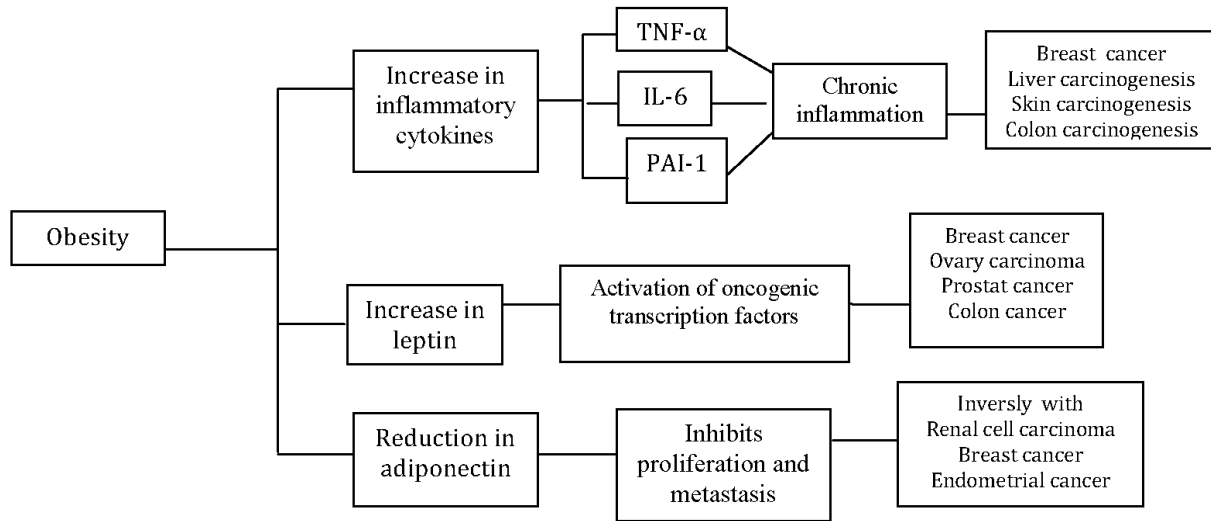 Obesity
Increase in
inflammatory
cytokines
TNF-α
IL-6
PAI-1
Chronic
inflammation
Breast cancer
Liver carcinogenesis
Skin carcinogenesis
Colon carcinogenesis
Increase in
leptin
Activation of oncogenic
transcription factors
Breast cancer
Ovary carcinoma
Prostat cancer
Colon cancer
Reduction in
adiponectin
Inhibits
proliferation and
metastasis
Inversly with
Renal cell carcinoma
Breast cancer
Endometrial cancer